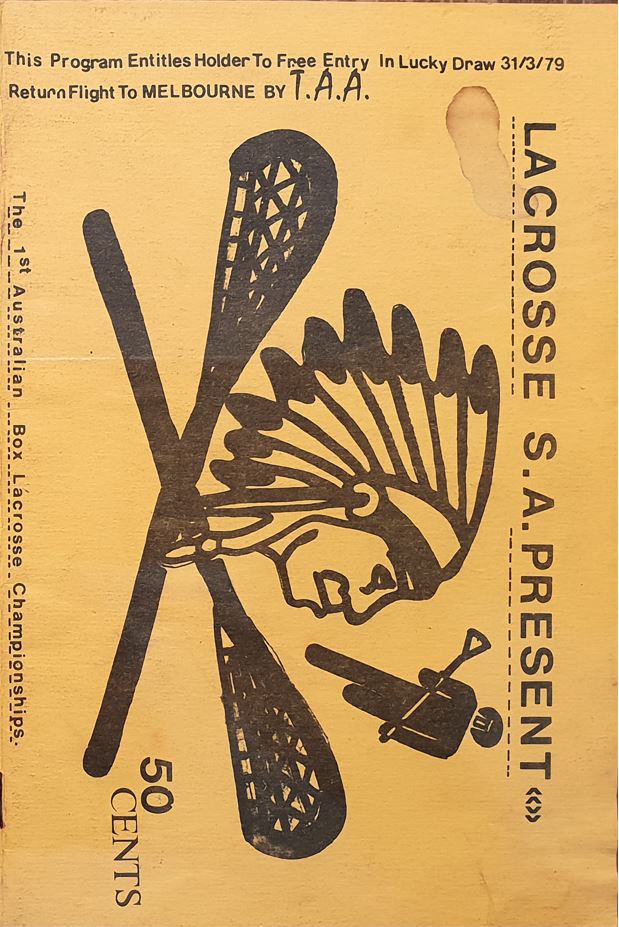 This Program Entitles Holder To Free Entry In Lucky Draw 31/3/79
Return Flight To MELBOURNE BY T.A.A.
LACROSSE S.A. PRESENT
The 1st Australian Box Lacrosse Championships.
50
CENTS